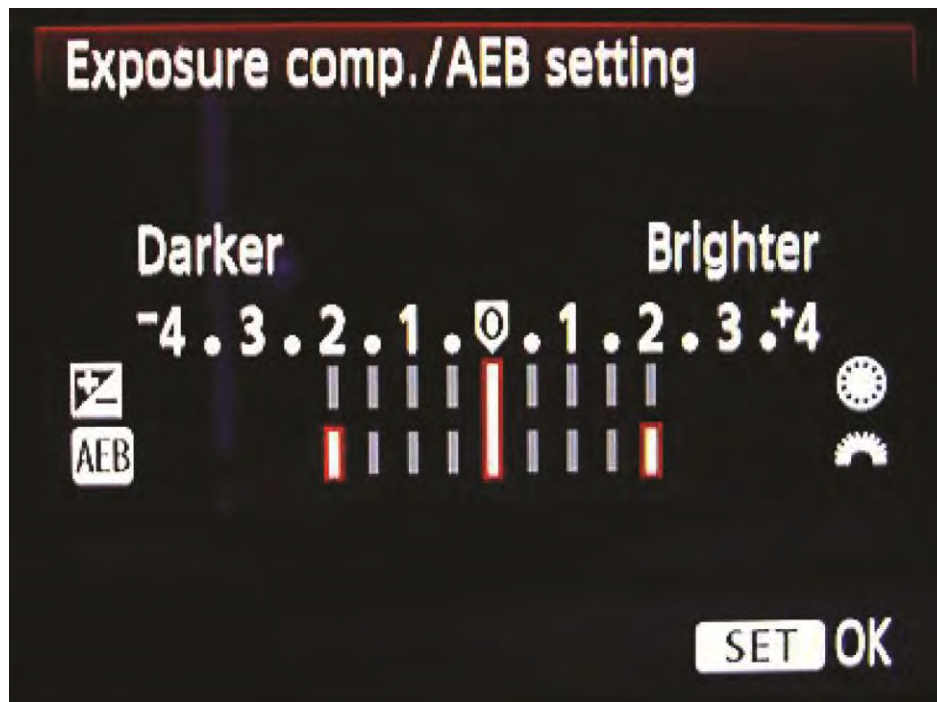 Exposure comp./AEB setting
Darker Brighter
-4.3.2.1.0.1.2.3.+4
AEB
SET OK